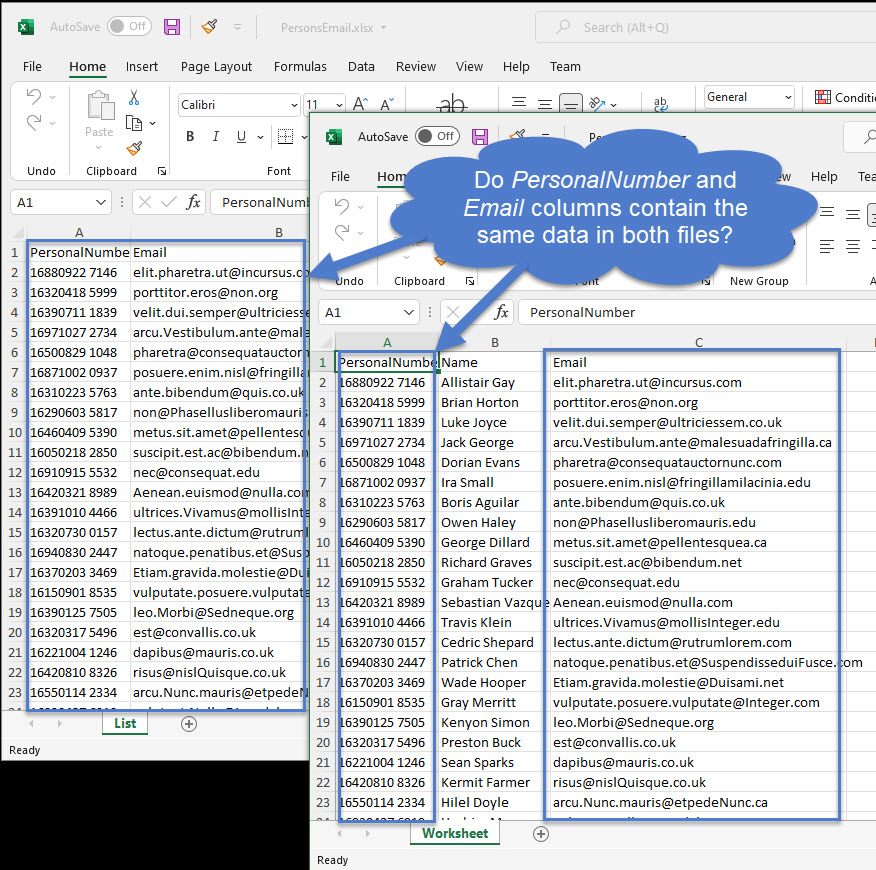 AutoSave Off PersonsEmail.xlsx Search (Alt+Q)
File Home Insert Page Layout Formulas Data Review View Help Team
Calibri 11 General
Paste B I U Conditi
Undo Clipboard Font
A1 fx PersonalNum
A B
1 PersonalNumbe Email
2 16880922 7146 elit.pharetra.ut@incursus.co
3 16320418 5999 porttitor.eros@non.org
4 16390711 1839 velit.dui.semper@ultriciesse
5 16971027 2734 arcu.Vestibulum.ante@male
6 16500829 1048 pharetra@consequatauctorn
7 16871002 0937 posuere.enim.nisl@fringilla
8 16310223 5763 ante.bibendum@quis.co.uk
9 16290603 5817 non@Phasellusliberomauris
10 16460409 5390 metus.sit.amet@pellentesq
11 16050218 2850 suscipit.est.ac@bibendum.n
12 16910915 5532 nec@consequat.edu
13 16420321 8989 Aenean.euismod@nulla.com
14 16391010 4466 ultrices.Vivamus@mollisInte
15 16320730 0157 lectus.ante.dictum@rutruml
16 16940830 2447 natoque.penatibus.et@Susp
17 16370203 3469 Etiam.gravida.molestie@Dui
18 16150901 8535 vulputate.posuere.vulputate
19 16390125 7505 leo.Morbi@Sedneque.org
20 16320317 5496 est@convallis.co.uk
21 16221004 1246 dapibus@mauris.co.uk
22 16420810 8326 risus@nislQuisque.co.uk
23 16550114 2334 arcu.Nunc.mauris@etpedeN
List
Ready
AutoSave Off
File Hom Help Tea
Do PersonalNumber and
Email columns contain the
same data in both files?
Undo Clipboard New Group
A1 fx PersonalNumber
A B C
1 PersonalNumbe Name Email
2 16880922 7146 Allistair Gay elit.pharetra.ut@incursus.com
3 16320418 5999 Brian Horton porttitor.eros@non.org
4 16390711 1839 Luke Joyce velit.dui.semper@ultriciessem.co.uk
5 16971027 2734 Jack George arcu.Vestibulum.ante@malesuadafringilla.ca
6 16500829 1048 Dorian Evans pharetra@consequatauctornunc.com
7 16871002 0937 Ira Small posuere.enim.nisl@fringillamilacinia.edu
8 16310223 5763 Boris Aguilar ante.bibendum@quis.co.uk
9 16290603 5817 Owen Haley non@Phasellusliberomauris.edu
10 16460409 5390 George Dillard metus.sit.amet@pellentesquea.ca
11 16050218 2850 Richard Graves suscipit.est.ac@bibendum.net
12 16910915 5532 Graham Tucker nec@consequat.edu
13 16420321 8989 Sebastian Vazque Aenean.euismod@nulla.com
14 16391010 4466 Travis Klein ultrices.Vivamus@mollisInteger.edu
15 16320730 0157 Cedric Shepard lectus.ante.dictum@rutrumlorem.com
16 16940830 2447 Patrick Chen natoque.penatibus.et@SuspendisseduiFusce.com
17 16370203 3469 Wade Hooper Etiam.gravida.molestie@Duisami.net
18 16150901 8535 Gray Merritt vulputate.posuere.vulputate@Integer.com
19 16390125 7505 Kenyon Simon leo.Morbi@Sedneque.org
20 16320317 5496 Preston Buck est@convallis.co.uk
21 16221004 1246 Sean Sparks dapibus@mauris.co.uk
22 16420810 8326 Kermit Farmer risus@nislQuisque.co.uk
23 16550114 2334 Hilel Doyle arcu.Nunc.mauris@etpedeNunc.ca
Worksheet
Ready